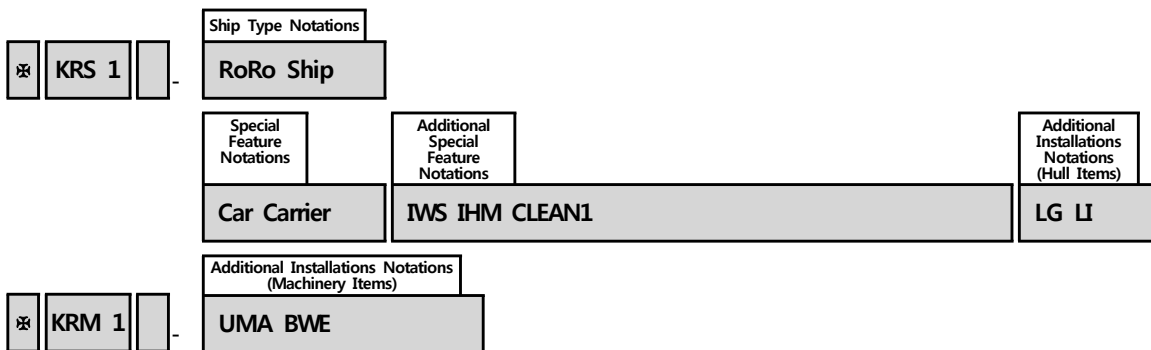 Ship Type Notations
✠ KRS 1 - RoRo Ship
Special
Feature
Notations
Additional
Special
Feature
Notations
Additional
Installations
Notations
(Hull Items)
Car Carrier IWS IHM CLEAN1 LG LI
Additional Installations Notations
(Machinery Items)
✠ KRM 1 - UMA BWE